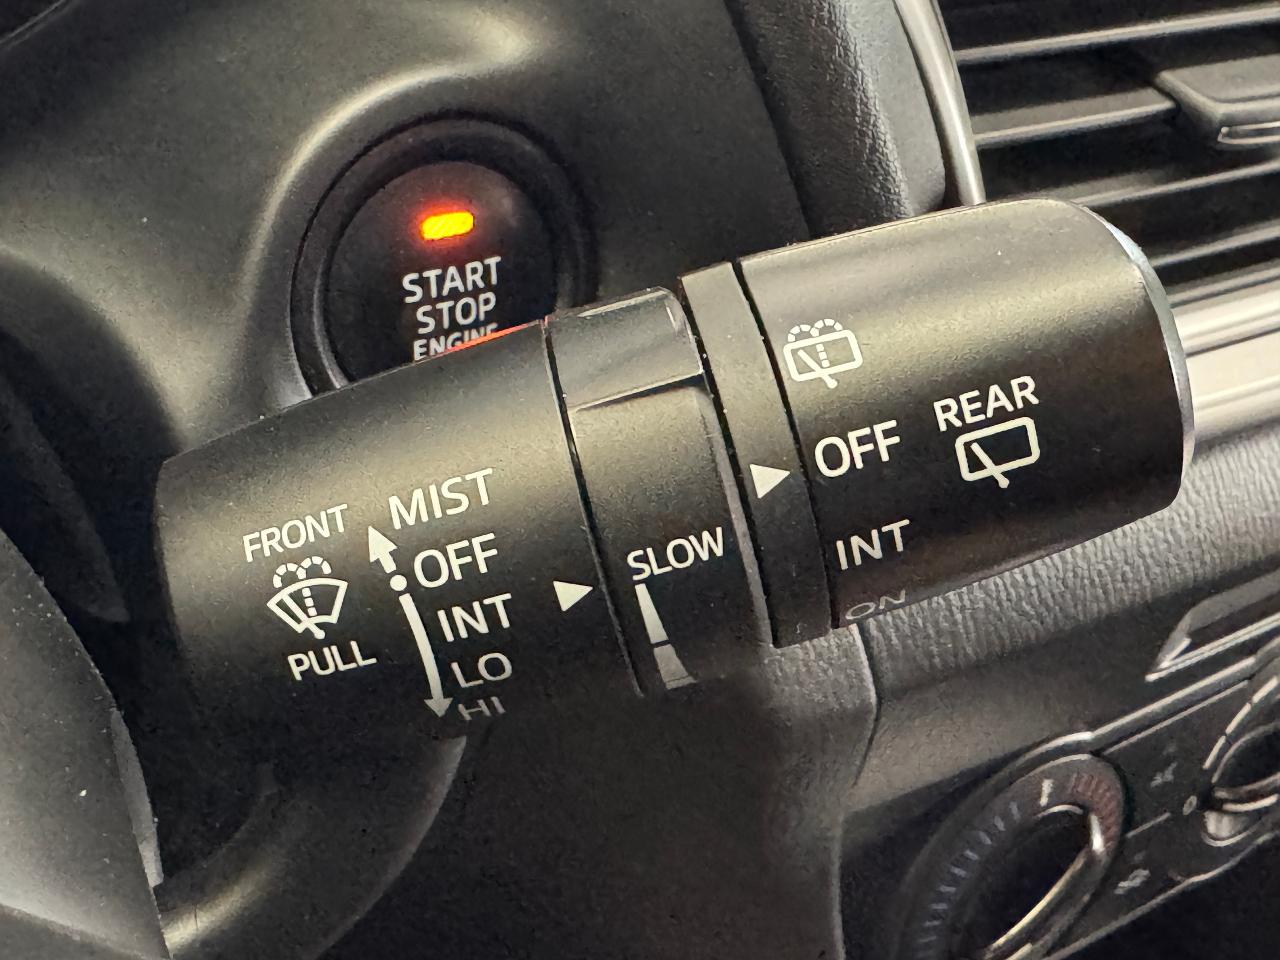 START
STOP
ENGINE
FRONT
PULL
MIST
OFF
INT
LO
HI
SLOW
OFF
INT
ON
REAR